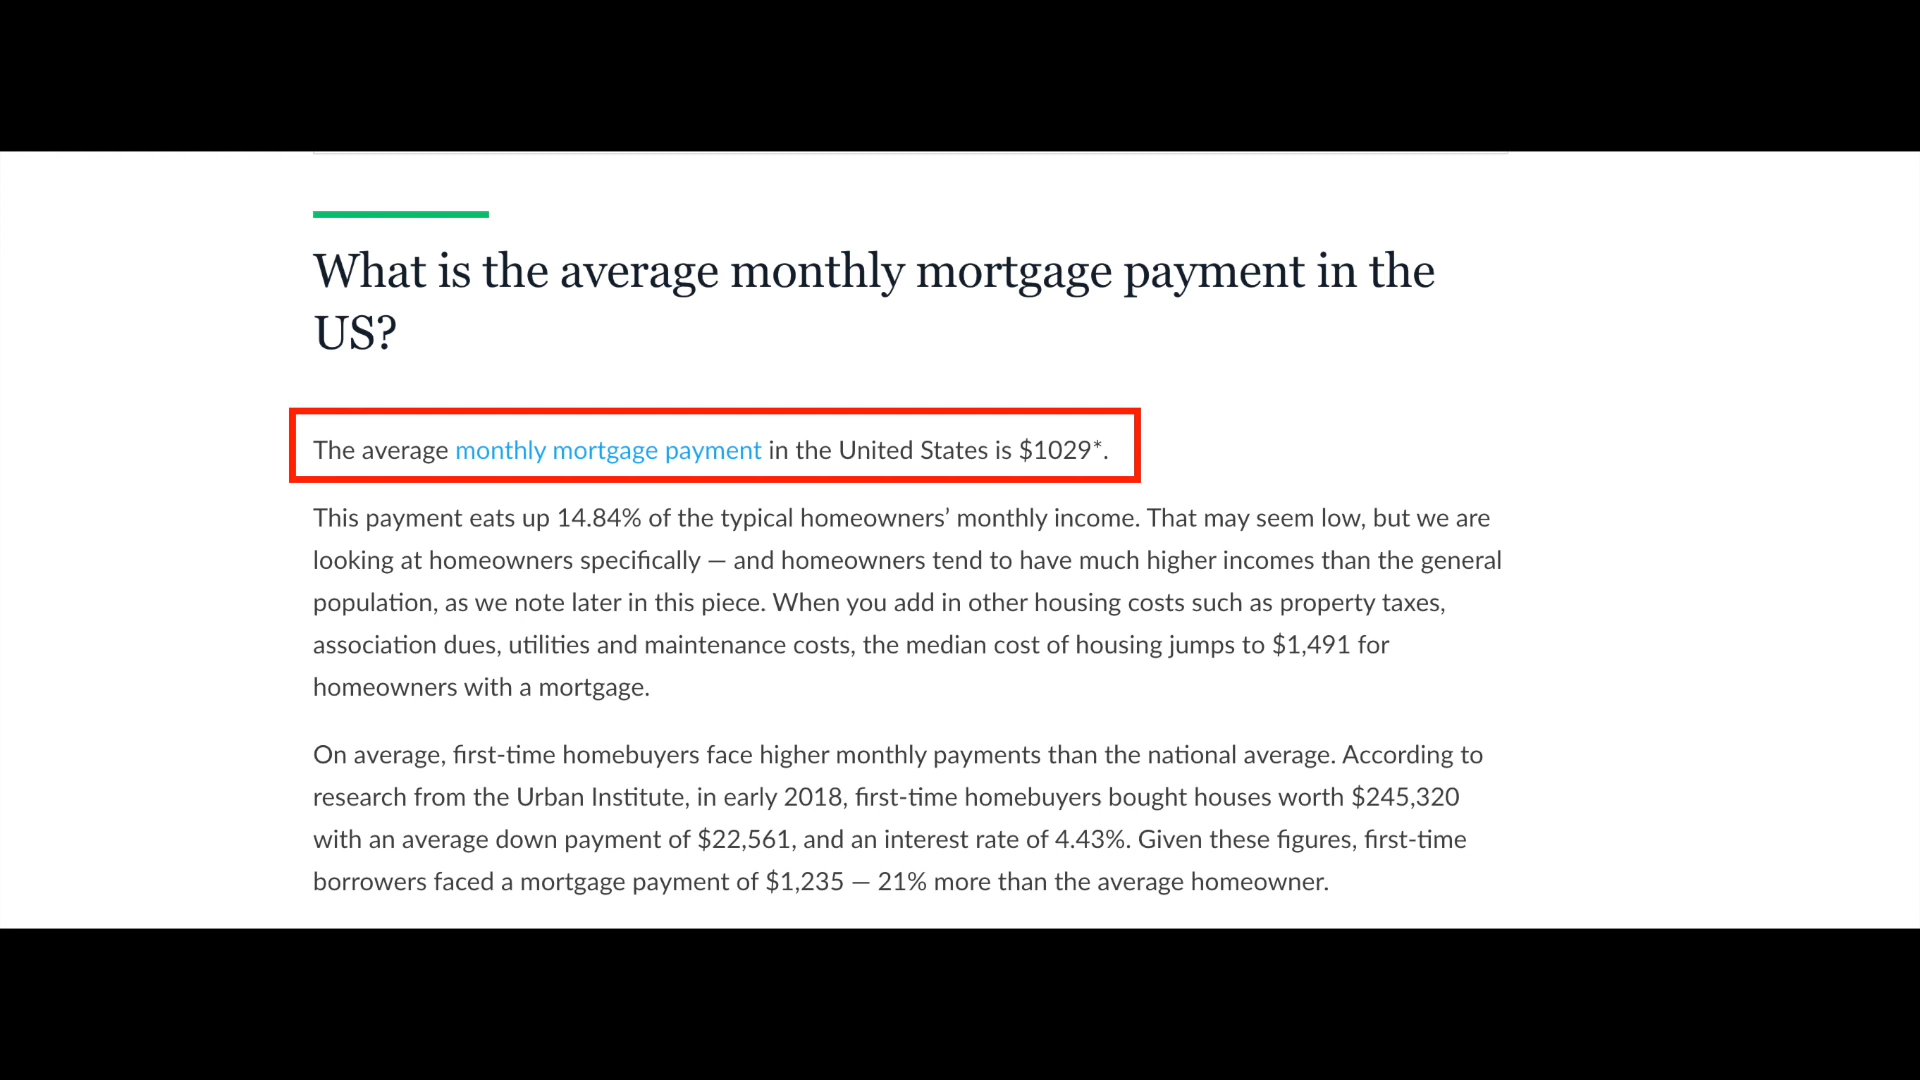 What is the average monthly mortgage payment in the
US?
The average monthly mortgage payment in the United States is $1029*.
This payment eats up 14.84% of the typical homeowners’ monthly income. That may seem low, but we are
looking at homeowners specifically — and homeowners tend to have much higher incomes than the general
population, as we note later in this piece. When you add in other housing costs such as property taxes,
association dues, utilities and maintenance costs, the median cost of housing jumps to $1,491 for
homeowners with a mortgage.
On average, first-time homebuyers face higher monthly payments than the national average. According to
research from the Urban Institute, in early 2018, first-time homebuyers bought houses worth $245,320
with an average down payment of $22,561, and an interest rate of 4.43%. Given these figures, first-time
borrowers faced a mortgage payment of $1,235 — 21% more than the average homeowner.